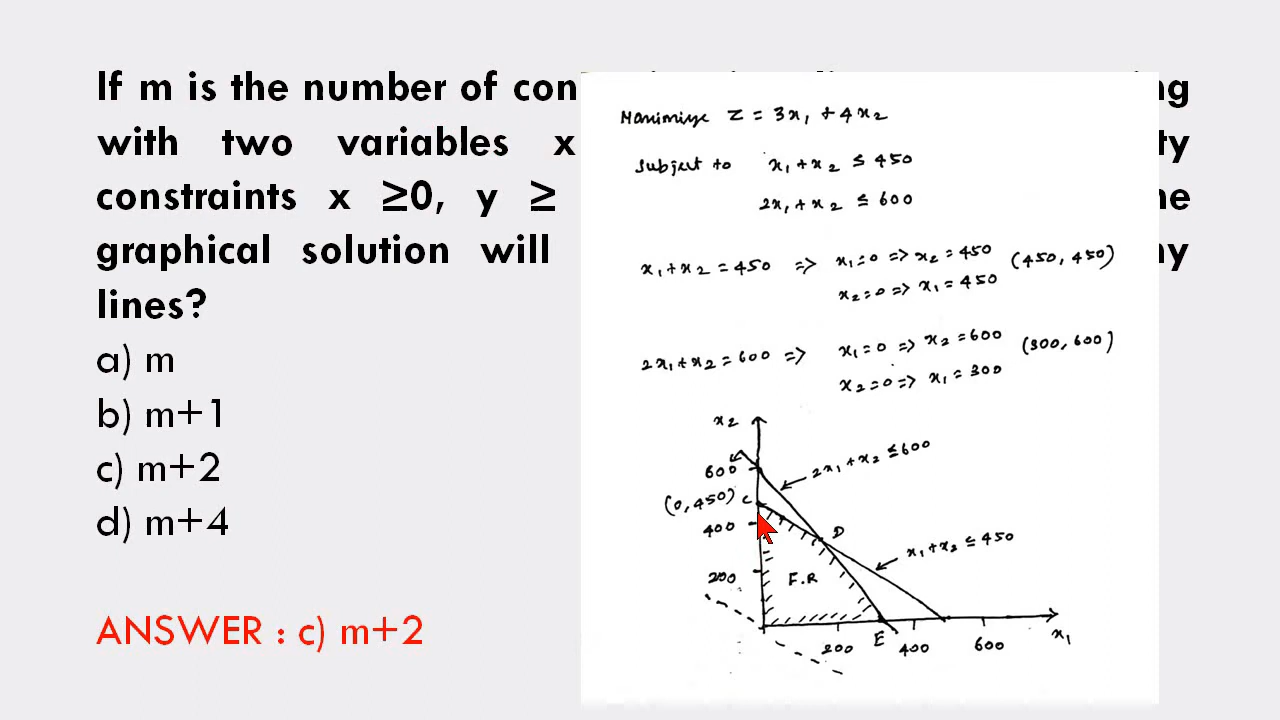 If m is the number of con
ng
with two variables x
ty
constraints x ≥0, y ≥
ne
graphical solution will
ny
lines?
a) m
b) m+1
c) m+2
d) m+4
ANSWER : c) m+2
Maximize Z = 3x₁ + 4x₂
Subject to x₁ + x₂ ≤ 450
2x₁ + x₂ ≤ 600
x₁ + x₂ = 450 => x₁ = 0 => x₂ = 450 (450, 450)
x₂ = 0 => x₁ = 450
2x₁ + x₂ = 600 => x₁ = 0 => x₂ = 600 (300, 600)
x₂ = 0 => x₁ = 300
x₂
600
2x₁ + x₂ ≤ 600
(0, 450) C
400
D
x₁ + x₂ ≤ 450
200
F.R
E
200 400 600
x₁